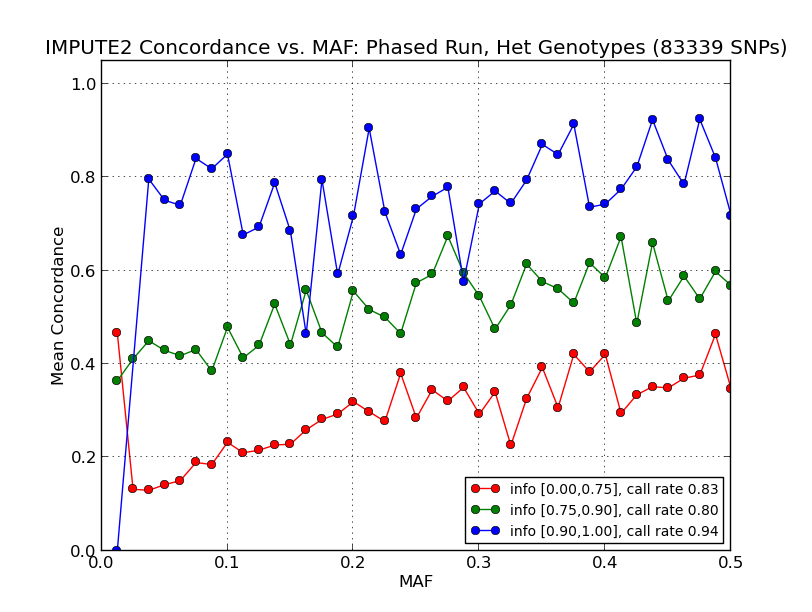 IMPUTE2 Concordance vs. MAF: Phased Run, Het Genotypes (83339 SNPs)
1.0
0.8
0.6
0.4
0.2
0.0
Mean Concordance
info [0.00,0.75], call rate 0.83
info [0.75,0.90], call rate 0.80
info [0.90,1.00], call rate 0.94
0.0 0.1 0.2 0.3 0.4 0.5
MAF